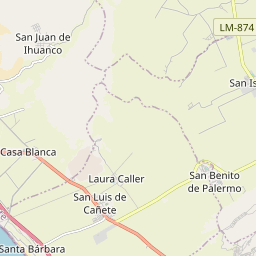 LM-874
San Juan de
Ihuanco
San Is
Casa Blanca
San Benito
de Palermo
Laura Caller
San Luis de
Cañete
Santa Bárbara